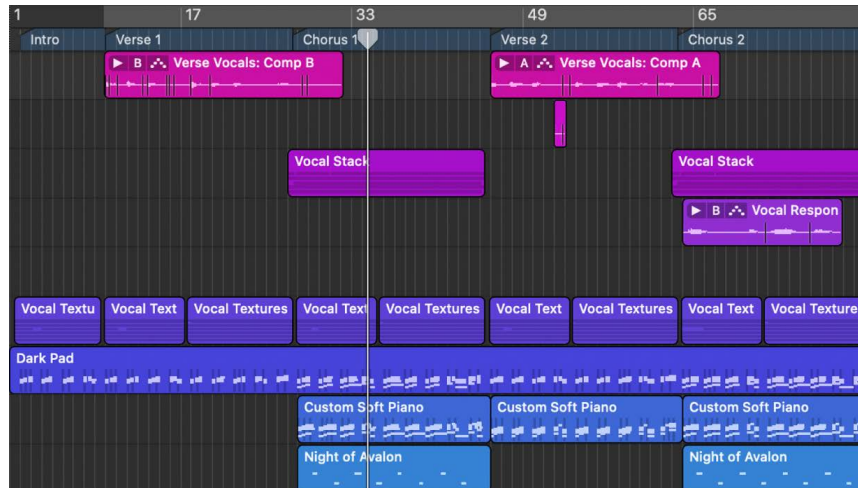 1 17 33 49 65
Intro Verse 1 Chorus 1 Verse 2 Chorus 2
B Verse Vocals: Comp B A Verse Vocals: Comp A
Vocal Stack Vocal Stack
B Vocal Respon
Vocal Textu Vocal Text Vocal Textures Vocal Text Vocal Textures Vocal Text Vocal Textures Vocal Text Vocal Texture
Dark Pad
Custom Soft Piano Custom Soft Piano Custom Soft Piano
Night of Avalon Night of Avalon